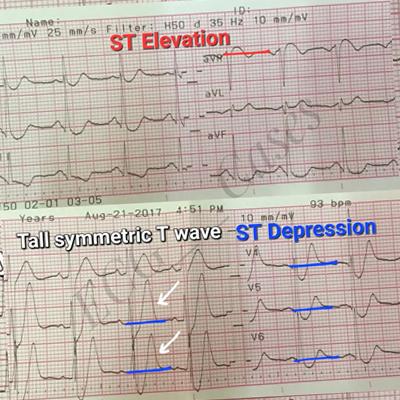 Name:
ID:
mm/mV 25 mm/s Filter: H50 d 35 Hz 10 mm/mV
ST Elevation
aVR
aVL
aVF
50 02-01 03-05
Years Aug-21-2017 4:51 PM 10 mm/mV 93 bpm
Tall symmetric T wave ST Depression
V4
V5
V6